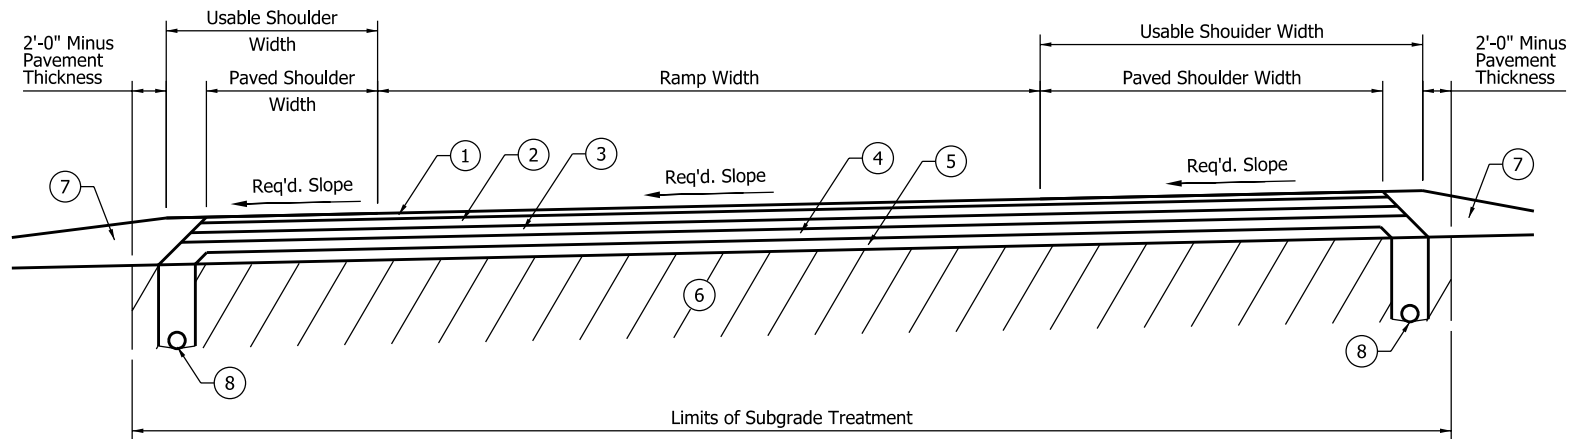 Usable Shoulder
Width
2'-0" Minus
Pavement
Thickness
Paved Shoulder
Width
Ramp Width
Usable Shouider Width
Paved Shoulder Width
2'-0" Minus
Pavement
Thickness
1
2
3
4
5
7
7
Req'd. Slope
Req'd. Slope
Req'd. Slope
6
8
8
Limits of Subgrade Treatment